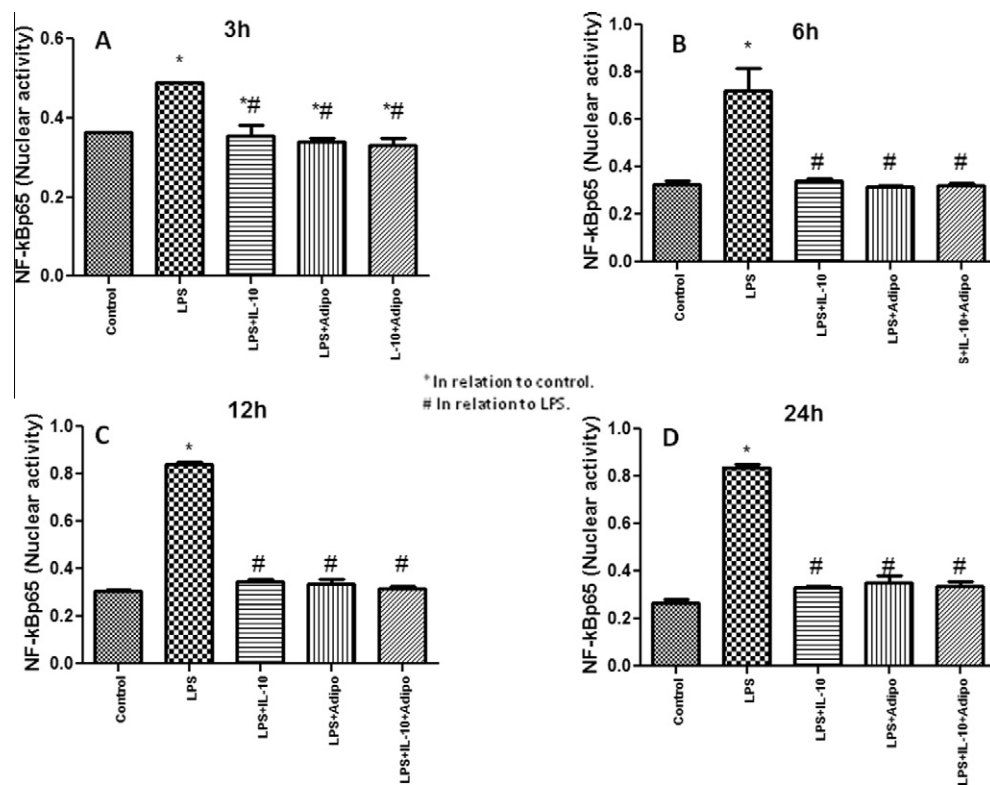 A
3h
NF-kBp65 (Nuclear activity)
0.6
0.4
0.2
0.0
*
*#
*#
*#
Control
LPS
LPS+IL-10
LPS+Adipo
L-10+Adipo
B
6h
NF-kBp65 (Nuclear activity)
1.0
0.8
0.6
0.4
0.2
0.0
*
#
#
#
Control
LPS
LPS+IL-10
LPS+Adipo
S+IL-10+Adipo
* In relation to control.
# In relation to LPS.
C
12h
NF-kBp65 (Nuclear activity)
1.0
0.8
0.6
0.4
0.2
0.0
*
#
#
#
Control
LPS
LPS+IL-10
LPS+Adipo
LPS+IL-10+Adipo
D
24h
NF-kBp65 (Nuclear activity)
1.0
0.8
0.6
0.4
0.2
0.0
*
#
#
#
Control
LPS
LPS+IL-10
LPS+Adipo
LPS+IL-10+Adipo